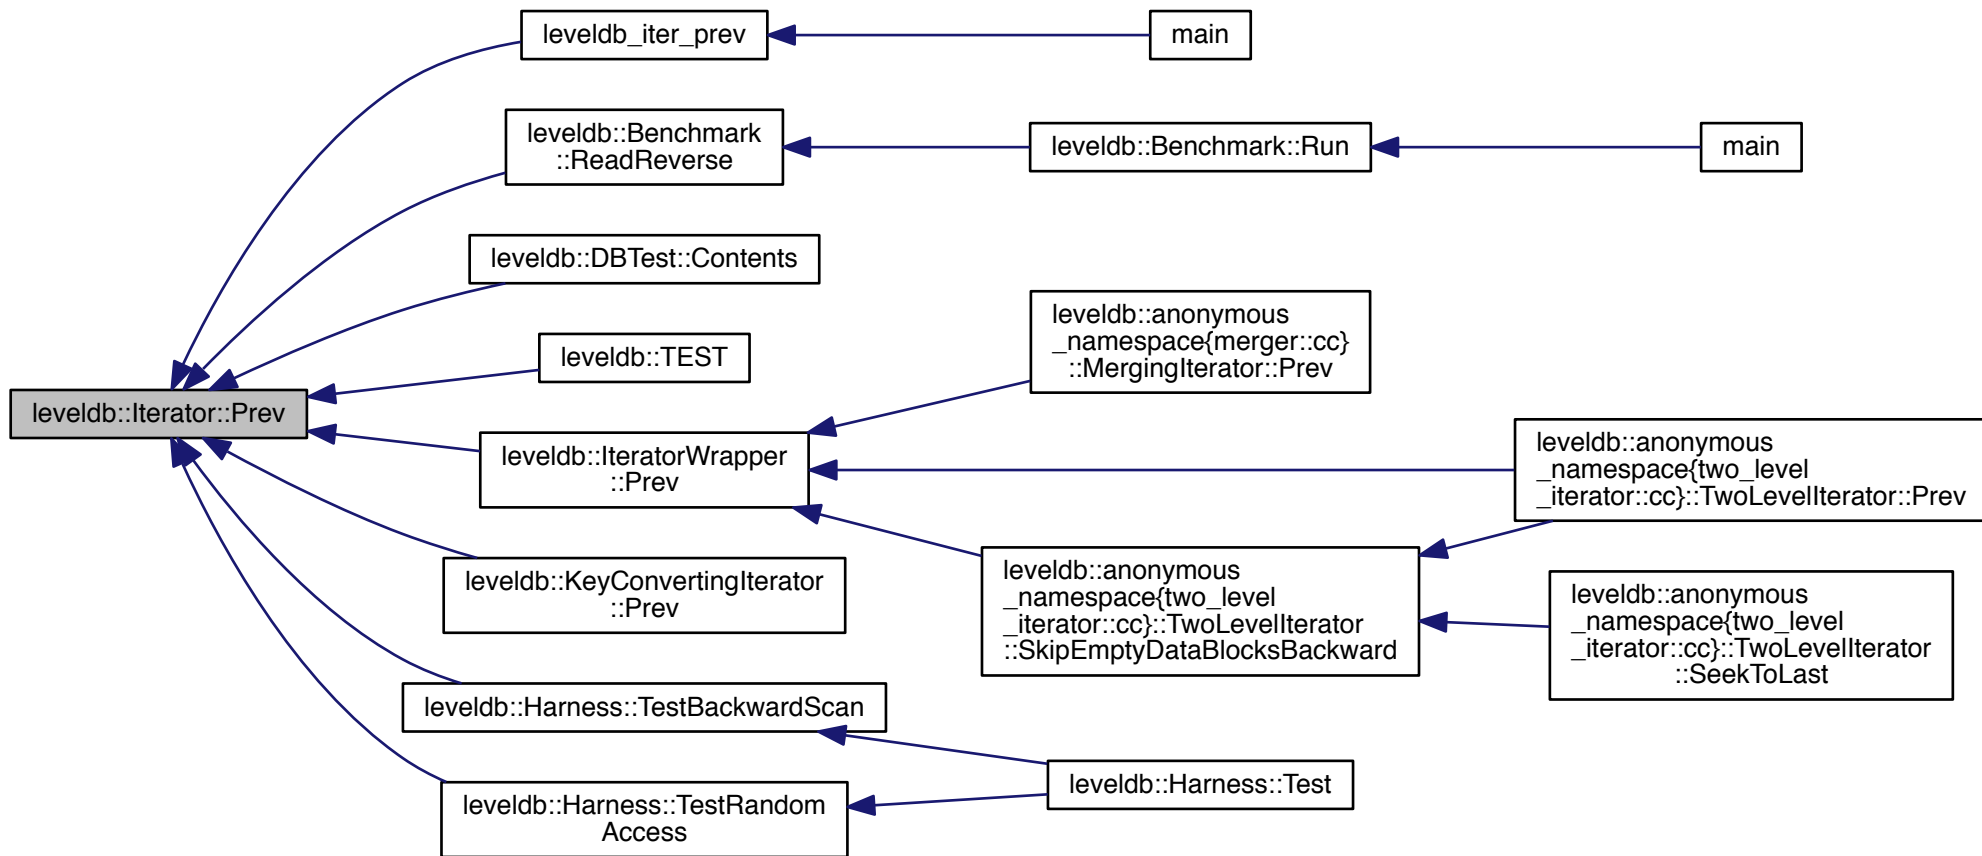 leveldb_iter_prev
main
leveldb::Benchmark
::ReadReverse
leveldb::Benchmark::Run
main
leveldb::DBTest::Contents
leveldb::TEST
leveldb::anonymous
_namespace{merger::cc}
::MergingIterator::Prev
leveldb::Iterator::Prev
leveldb::IteratorWrapper
::Prev
leveldb::anonymous
_namespace{two_level
_iterator::cc}::TwoLevelIterator::Prev
leveldb::KeyConvertingIterator
::Prev
leveldb::anonymous
_namespace{two_level
_iterator::cc}::TwoLevelIterator
::SkipEmptyDataBlocksBackward
leveldb::anonymous
_namespace{two_level
_iterator::cc}::TwoLevelIterator
::SeekToLast
leveldb::Harness::TestBackwardScan
leveldb::Harness::Test
leveldb::Harness::TestRandom
Access